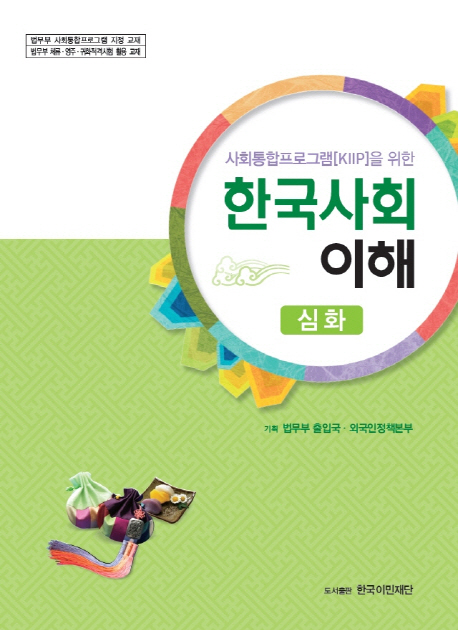 법무부 사회통합프로그램 지정 교재
법무부 체류·영주·귀화적격시험 활용 교재
사회통합프로그램[KIIP]을 위한
한국사회
이해
심화
기획 법무부 출입국·외국인정책본부
도서출판 한국이민재단